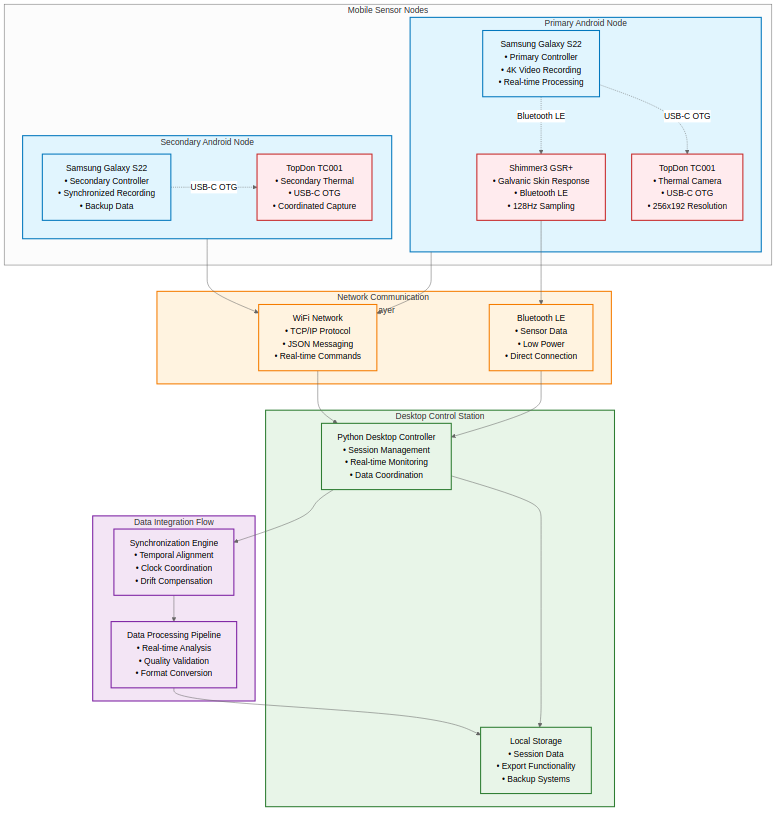 Mobile Sensor Nodes
Primary Android Node
Samsung Galaxy S22
• Primary Controller
• 4K Video Recording
• Real-time Processing
Bluetooth LE
USB-C OTG
Shimmer3 GSR+
• Galvanic Skin Response
• Bluetooth LE
• 128Hz Sampling
TopDon TC001
• Thermal Camera
• USB-C OTG
• 256x192 Resolution
Secondary Android Node
Samsung Galaxy S22
• Secondary Controller
• Synchronized Recording
• Backup Data
USB-C OTG
TopDon TC001
• Secondary Thermal
• USB-C OTG
• Coordinated Capture
Network Communication
ayer
WiFi Network
• TCP/IP Protocol
• JSON Messaging
• Real-time Commands
Bluetooth LE
• Sensor Data
• Low Power
• Direct Connection
Desktop Control Station
Python Desktop Controller
• Session Management
• Real-time Monitoring
• Data Coordination
Data Integration Flow
Synchronization Engine
• Temporal Alignment
• Clock Coordination
• Drift Compensation
Data Processing Pipeline
• Real-time Analysis
• Quality Validation
• Format Conversion
Local Storage
• Session Data
• Export Functionality
• Backup Systems